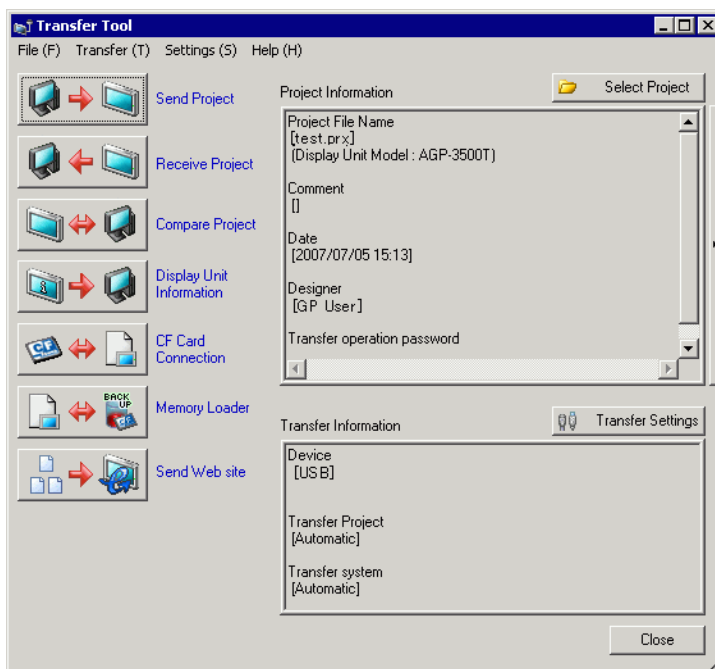 Transfer Tool
File (F) Transfer (T) Settings (S) Help (H)
Send Project
Receive Project
Compare Project
Display Unit
Information
CF Card
Connection
Memory Loader
Send Web site
CF
BACK
UP
CF
Project Information
Select Project
Project File Name
[test.prx]
(Display Unit Model : AGP-3500T)
Comment
[]
Date
[2007/07/05 15:13]
Designer
[GP User]
Transfer operation password
Transfer Information
Transfer Settings
Device
[USB]
Transfer Project
[Automatic]
Transfer system
[Automatic]
Close